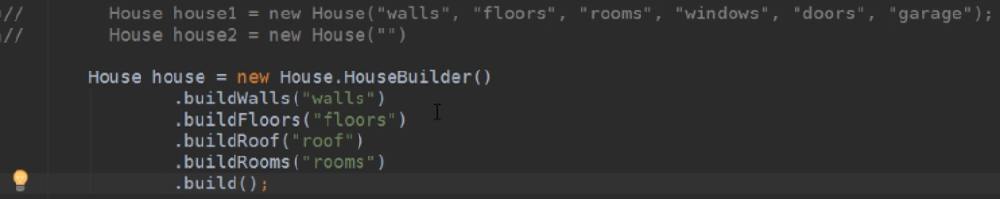 // House house1 = new House("walls", "floors", "rooms", "windows", "doors", "garage");
// House house2 = new House("")
House house = new House.HouseBuilder()
.buildWalls("walls")
.buildFloors("floors")
.buildRoof("roof")
.buildRooms("rooms")
.build();